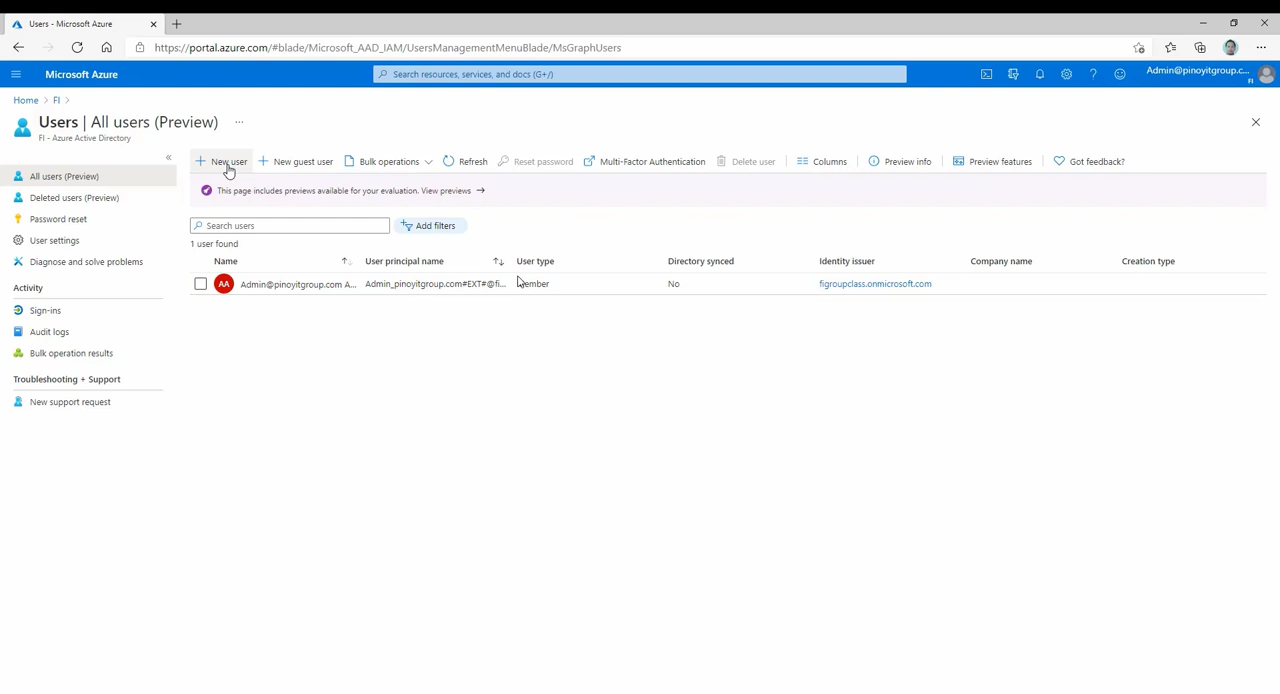 Users - Microsoft Azure
https://portal.azure.com/#blade/Microsoft_AAD_IAM/UsersManagementMenuBlade/MsGraphUsers
Microsoft Azure
Search resources, services, and docs (G+/)
Admin@pinoyitgroup.c...
FI
Home > FI >
Users | All users (Preview) ...
FI - Azure Active Directory
All users (Preview)
Deleted users (Preview)
Password reset
User settings
Diagnose and solve problems
Activity
Sign-ins
Audit logs
Bulk operation results
Troubleshooting + Support
New support request
New user New guest user Bulk operations Refresh Reset password Multi-Factor Authentication Delete user Columns Preview info Preview features Got feedback?
This page includes previews available for your evaluation. View previews →
Search users Add filters
1 user found
Name User principal name User type Directory synced Identity issuer Company name Creation type
AA Admin@pinoyitgroup.com A... Admin_pinoyitgroup.com#EXT#@fi... Member No figroupclass.onmicrosoft.com